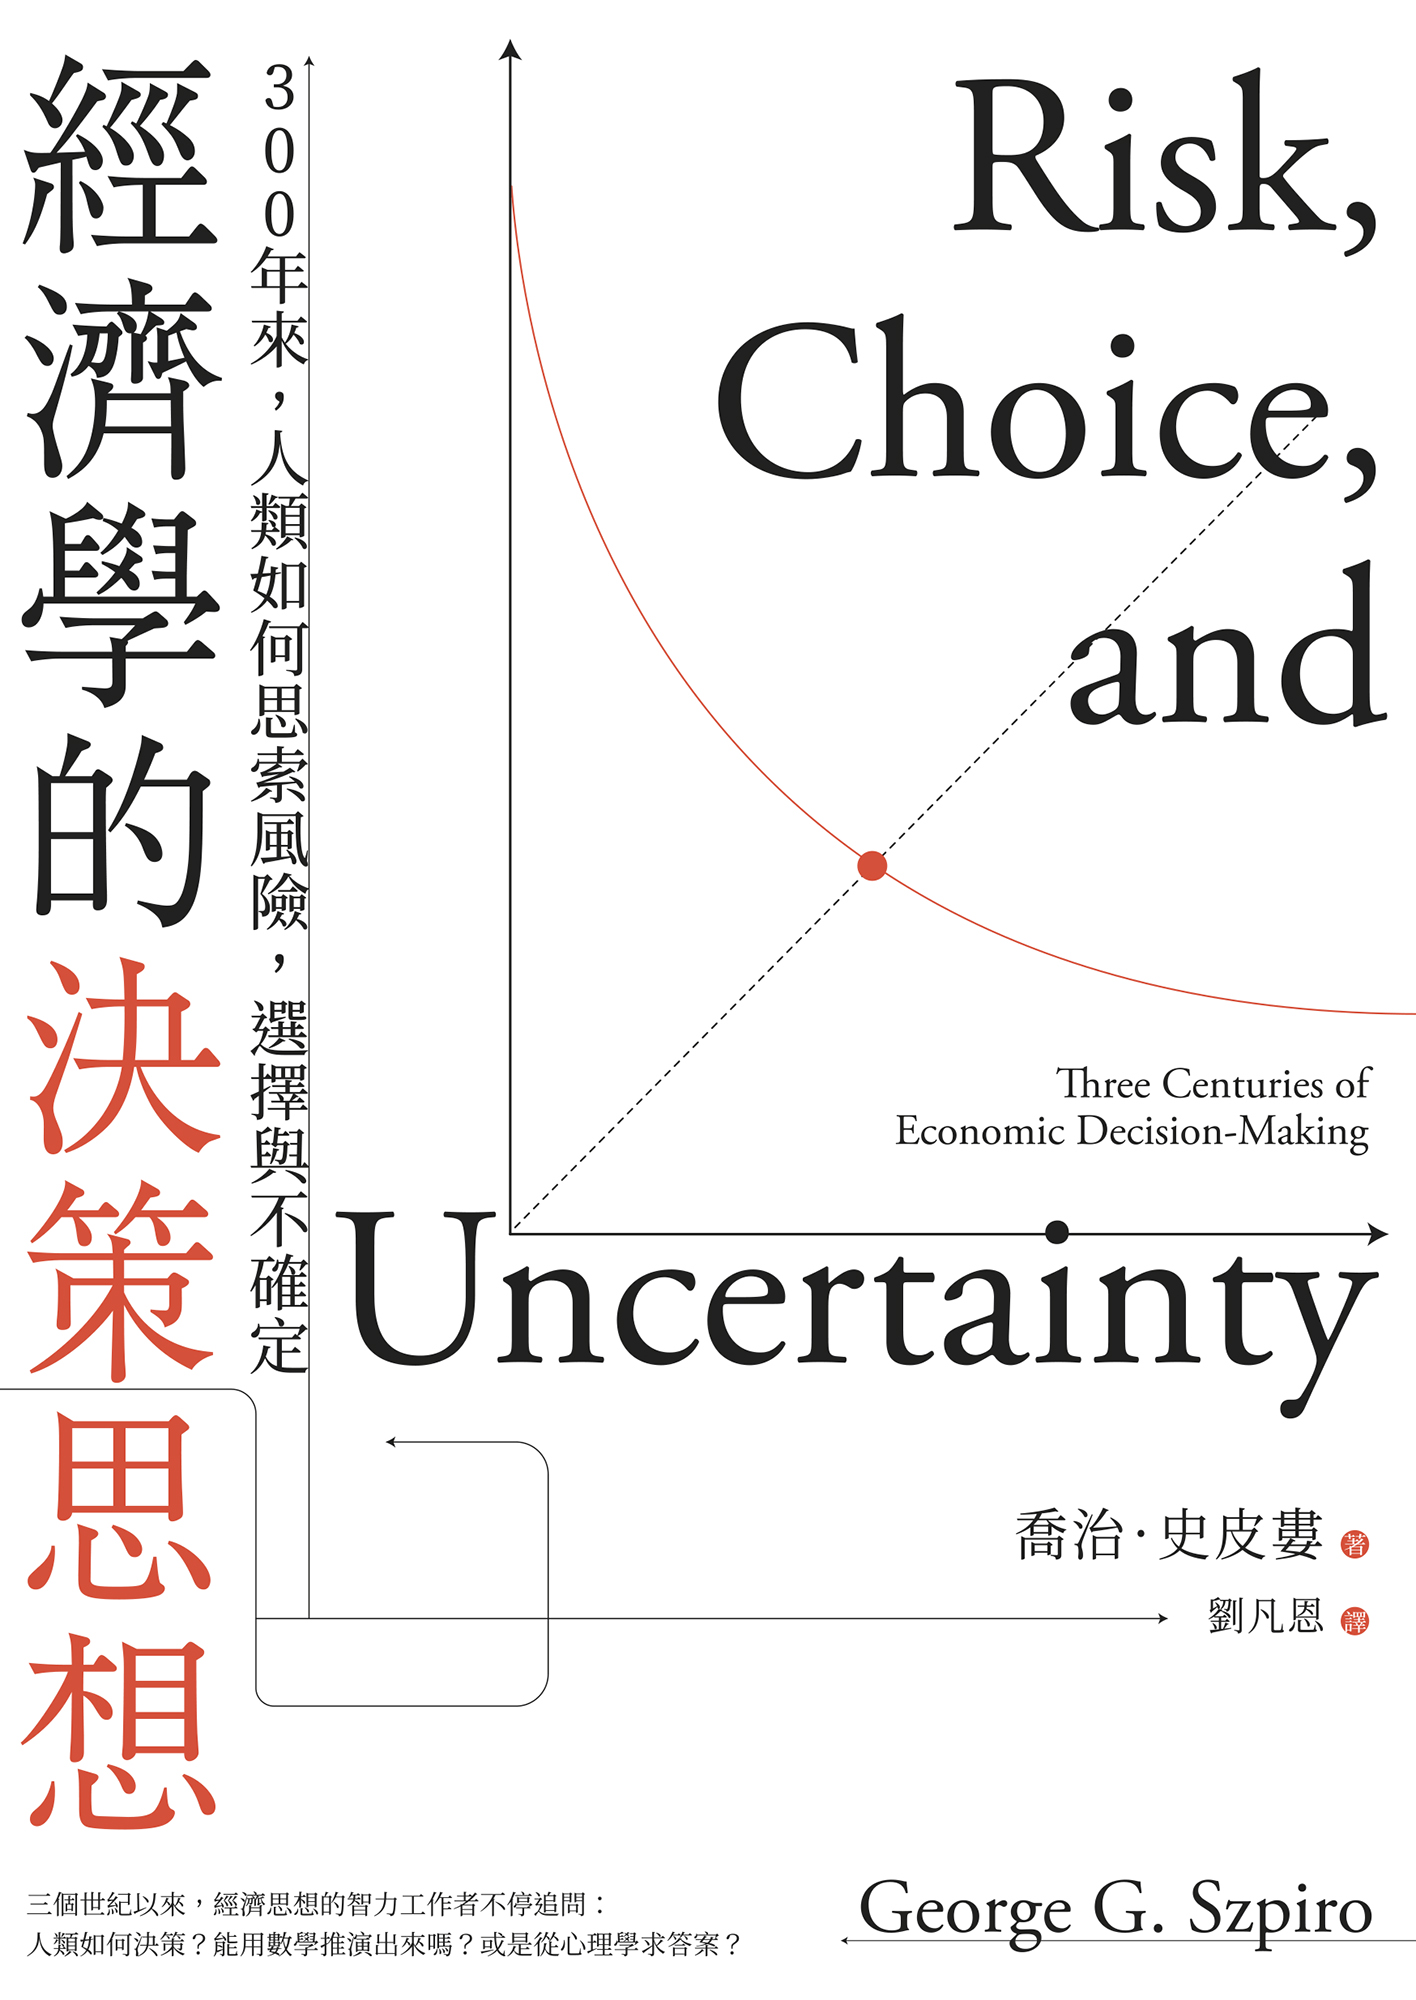 經濟學的決策思想
300年來，人類如何思索風險，選擇與不確定
Risk,
Choice,
and
Uncertainty
Three Centuries of
Economic Decision-Making
喬治·史皮婁 著
劉凡恩 譯
三個世紀以來，經濟思想的智力工作者不停追問：
人類如何決策？能用數學推演出來嗎？或是從心理學求答案？
George G. Szpiro